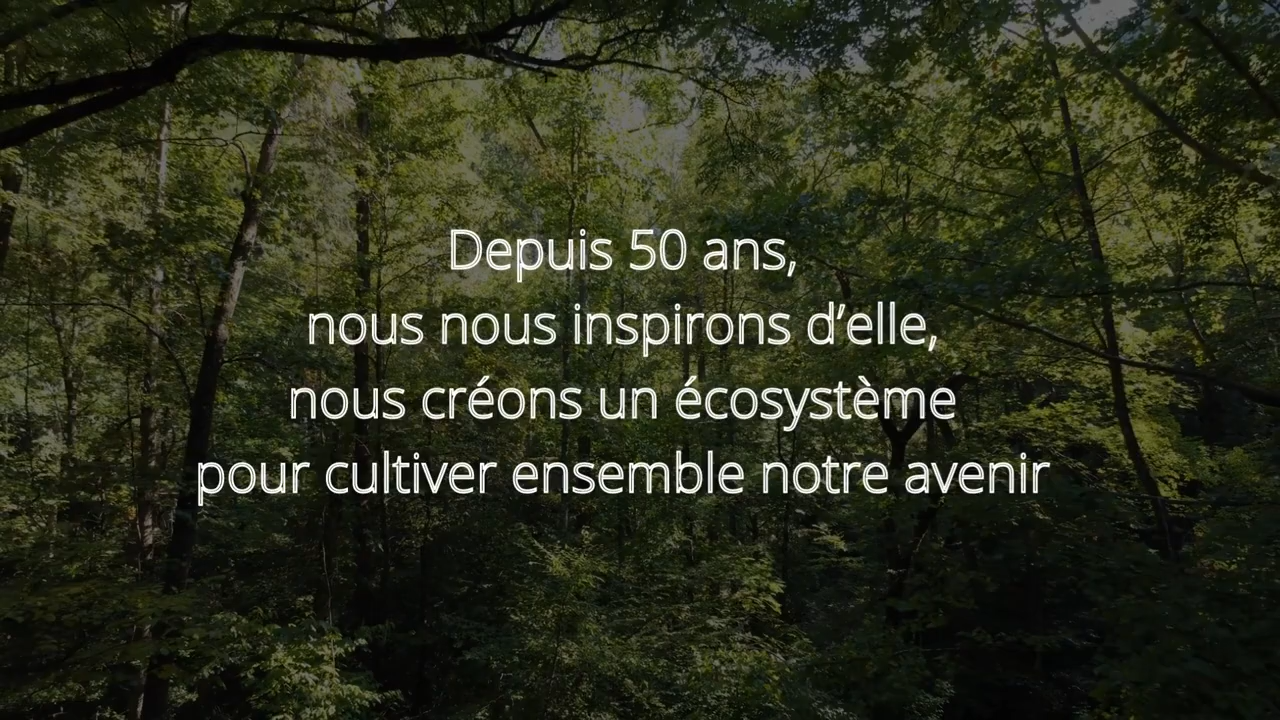 Depuis 50 ans,
nous nous inspirons d’elle,
nous créons un écosystème
pour cultiver ensemble notre avenir